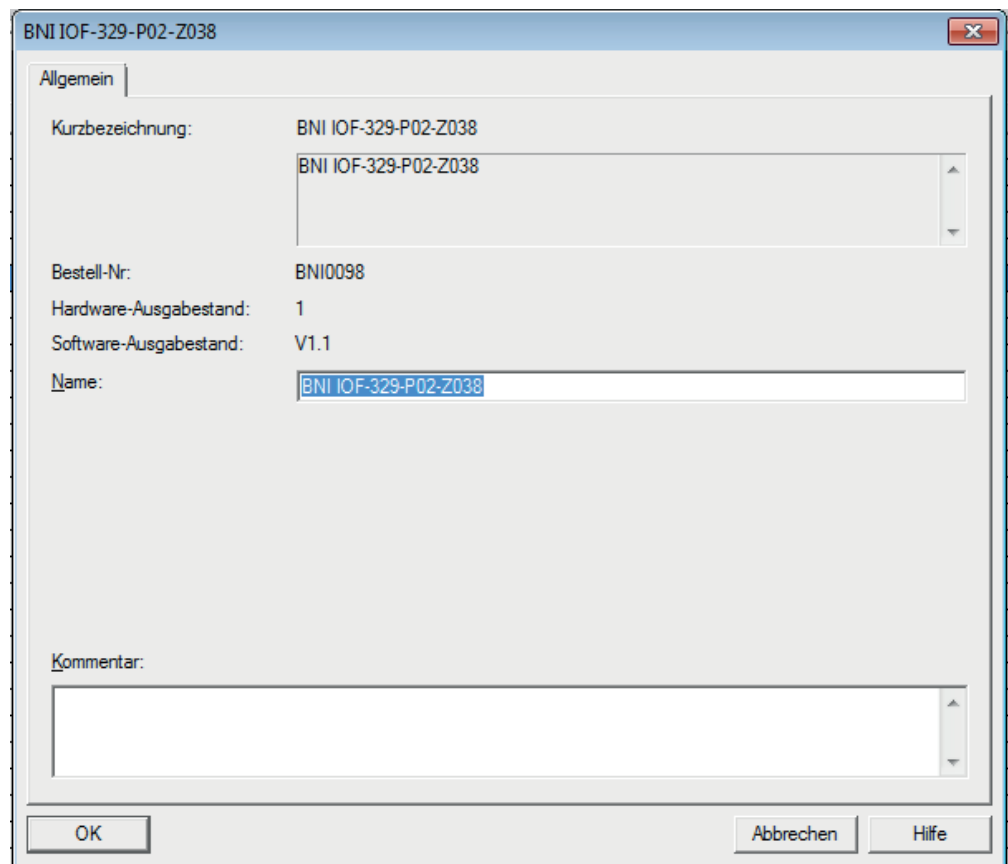 BNI IOF-329-P02-Z038
Allgemein
Kurzbezeichnung: BNI IOF-329-P02-Z038
BNI IOF-329-P02-Z038
Bestell-Nr: BNI0098
Hardware-Ausgabestand: 1
Software-Ausgabestand: V1.1
Name: BNI IOF-329-P02-Z038
Kommentar:
OK Abbrechen Hilfe